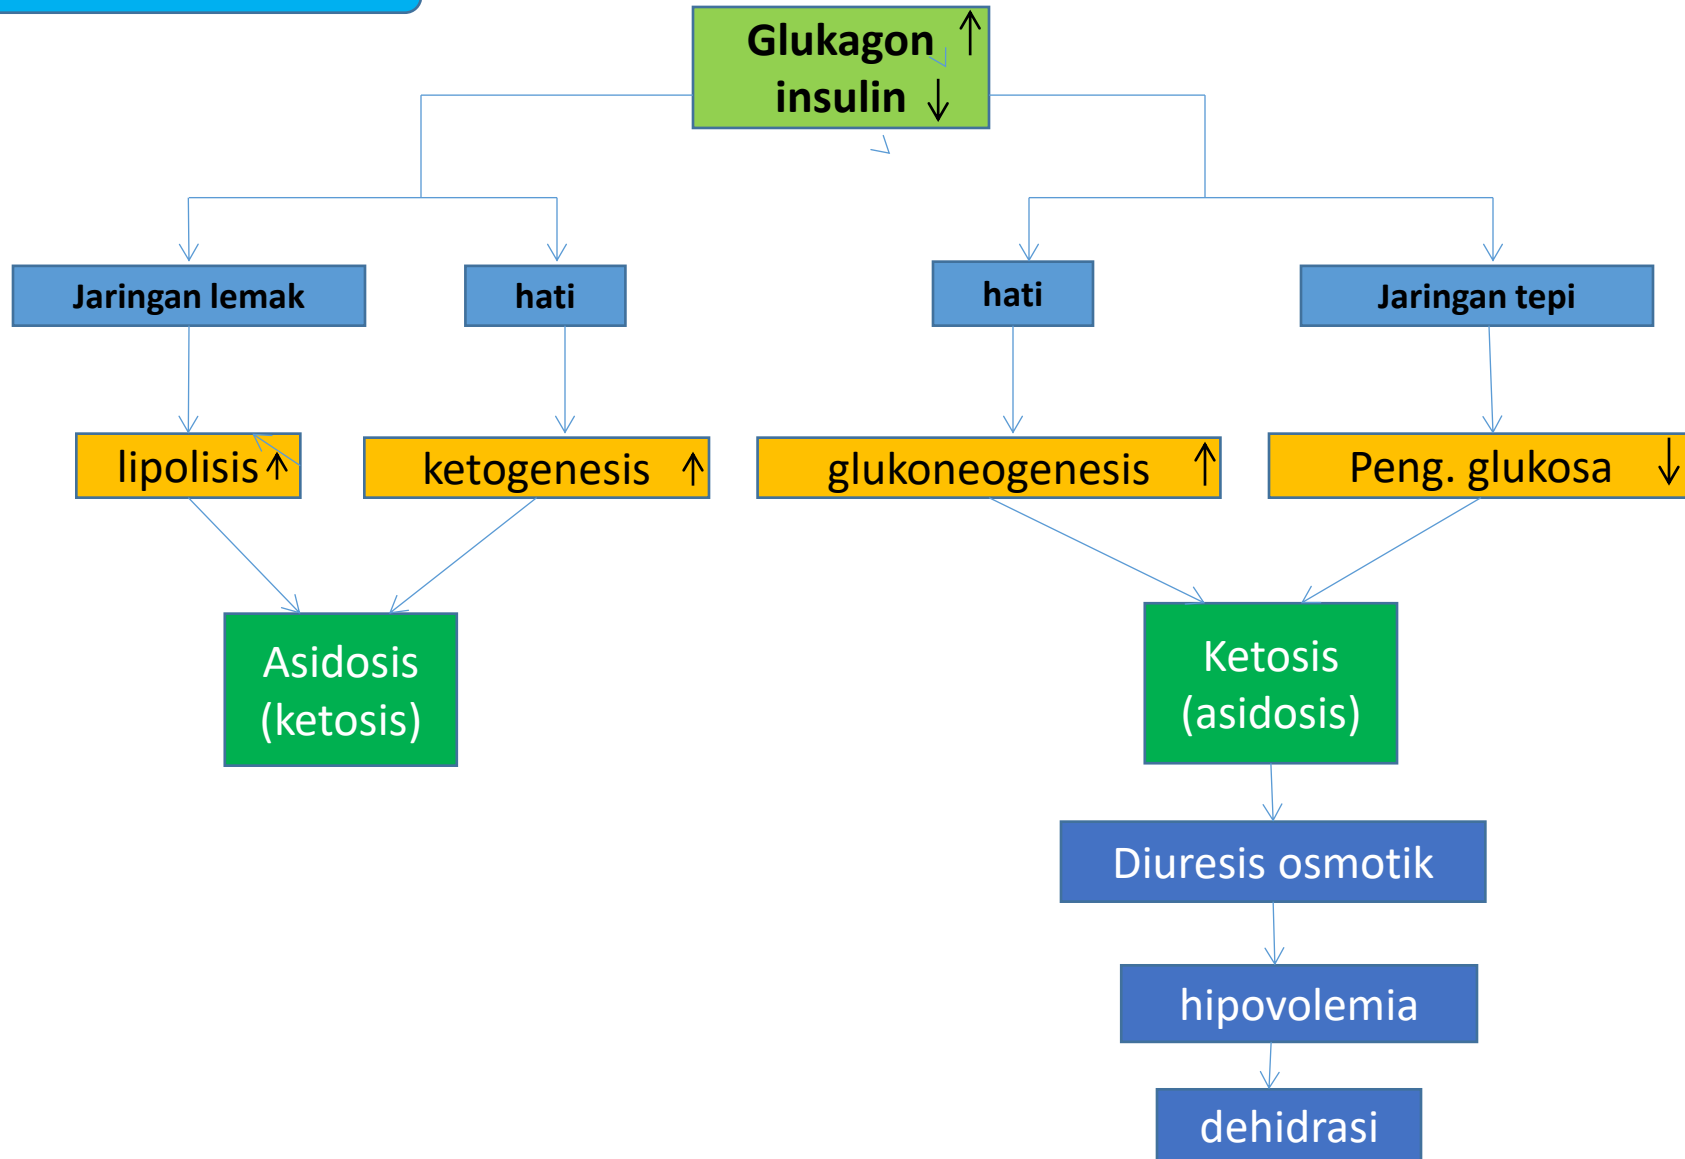 Glukagon ↑
insulin ↓
Jaringan lemak
hati
hati
Jaringan tepi
lipolisis ↑
ketogenesis ↑
glukoneogenesis ↑
Peng. glukosa ↓
Asidosis
(ketosis)
Ketosis
(asidosis)
Diuresis osmotik
hipovolemia
dehidrasi